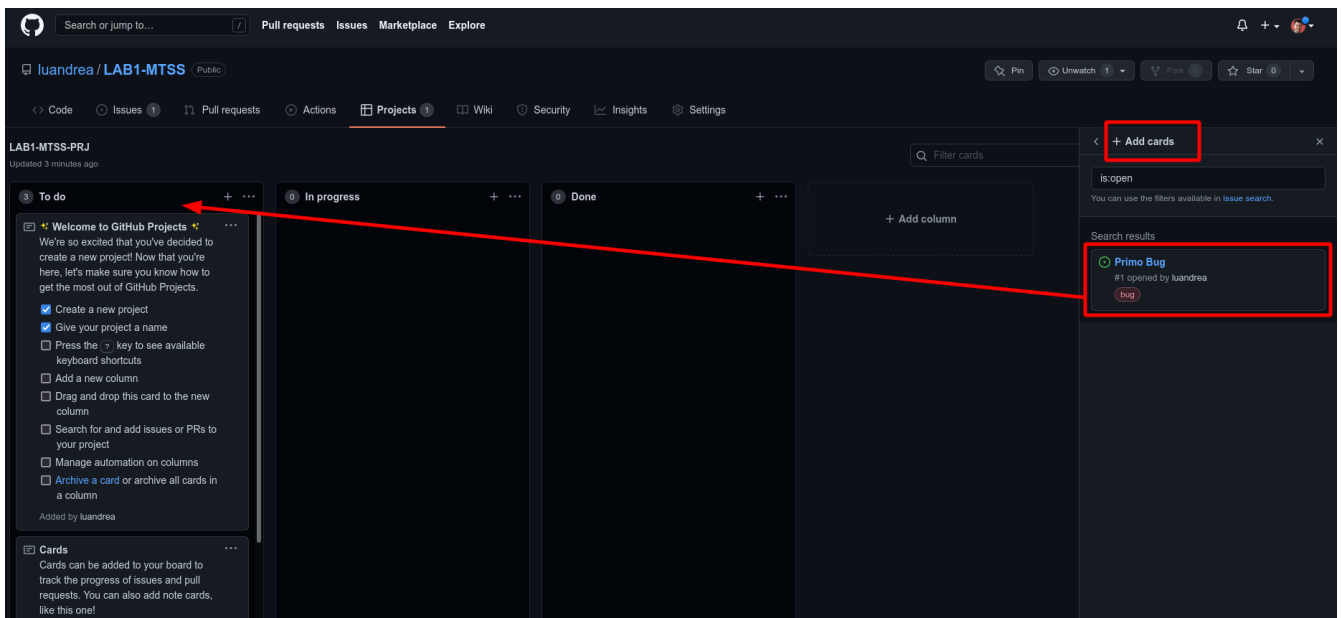 Search or jump to... /
Pull requests Issues Marketplace Explore
luandrea / LAB1-MTSS Public
Pin
Unwatch 1
Fork 0
Star 0
Code
Issues 1
Pull requests
Actions
Projects 1
Wiki
Security
Insights
Settings
LAB1-MTSS-PRJ
Updated 3 minutes ago
Filter cards
3 To do
Welcome to GitHub Projects
We're so excited that you've decided to
create a new project! Now that you're
here, let's make sure you know how to
get the most out of GitHub Projects.
Create a new project
Give your project a name
Press the ? key to see available
keyboard shortcuts
Add a new column
Drag and drop this card to the new
column
Search for and add issues or PRs to
your project
Manage automation on columns
Archive a card or archive all cards in
a column
Added by luandrea
Cards
Cards can be added to your board to
track the progress of issues and pull
requests. You can also add note cards,
like this one!
0 In progress
0 Done
+ Add column
+ Add cards
is:open
You can use the filters available in issue search.
Search results
Primo Bug
#1 opened by luandrea
bug